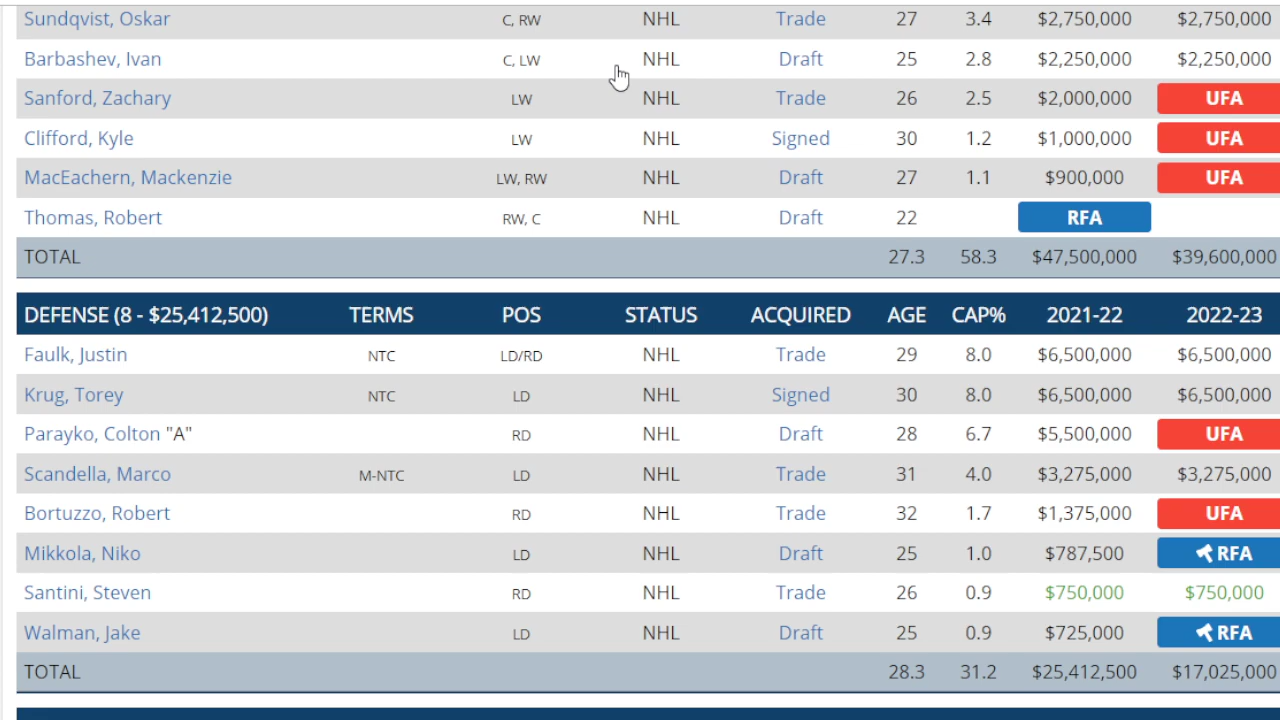 Sundqvist, Oskar C, RW NHL Trade 27 3.4 $2,750,000 $2,750,000
Barbashev, Ivan C, LW NHL Draft 25 2.8 $2,250,000 $2,250,000
Sanford, Zachary LW NHL Trade 26 2.5 $2,000,000 UFA
Clifford, Kyle LW NHL Signed 30 1.2 $1,000,000 UFA
MacEachern, Mackenzie LW, RW NHL Draft 27 1.1 $900,000 UFA
Thomas, Robert RW, C NHL Draft 22 RFA
TOTAL 27.3 58.3 $47,500,000 $39,600,000
DEFENSE (8 - $25,412,500) TERMS POS STATUS ACQUIRED AGE CAP% 2021-22 2022-23
Faulk, Justin NTC LD/RD NHL Trade 29 8.0 $6,500,000 $6,500,000
Krug, Torey NTC LD NHL Signed 30 8.0 $6,500,000 $6,500,000
Parayko, Colton "A" RD NHL Draft 28 6.7 $5,500,000 UFA
Scandella, Marco M-NTC LD NHL Trade 31 4.0 $3,275,000 $3,275,000
Bortuzzo, Robert RD NHL Trade 32 1.7 $1,375,000 UFA
Mikkola, Niko LD NHL Draft 25 1.0 $787,500 RFA
Santini, Steven RD NHL Trade 26 0.9 $750,000 $750,000
Walman, Jake LD NHL Draft 25 0.9 $725,000 RFA
TOTAL 28.3 31.2 $25,412,500 $17,025,000